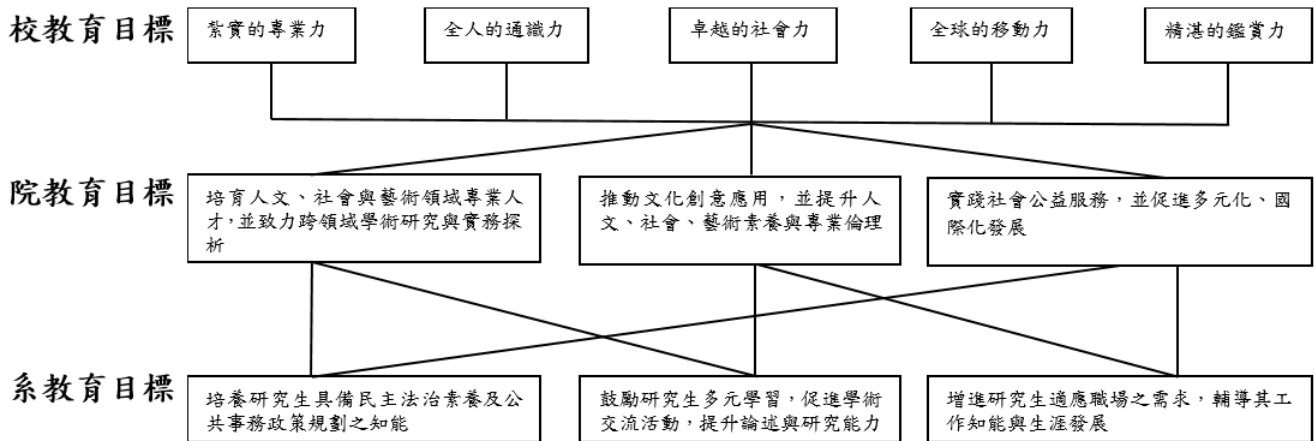 校教育目標
紮實的專業力
全人的通識力
卓越的社會力
全球的移動力
精湛的鑑賞力
院教育目標
培育人文、社會與藝術領域專業人
才,並致力跨領域學術研究與實務探
析
推動文化創意應用,並提升人
文、社會、藝術素養與專業倫理
實踐社會公益服務,並促進多元化、國
際化發展
系教育目標
培養研究生具備民主法治素養及公
共事務政策規劃之知能
鼓勵研究生多元學習,促進學術
交流活動,提升論述與研究能力
增進研究生適應職場之需求,輔導其工
作知能與生涯發展